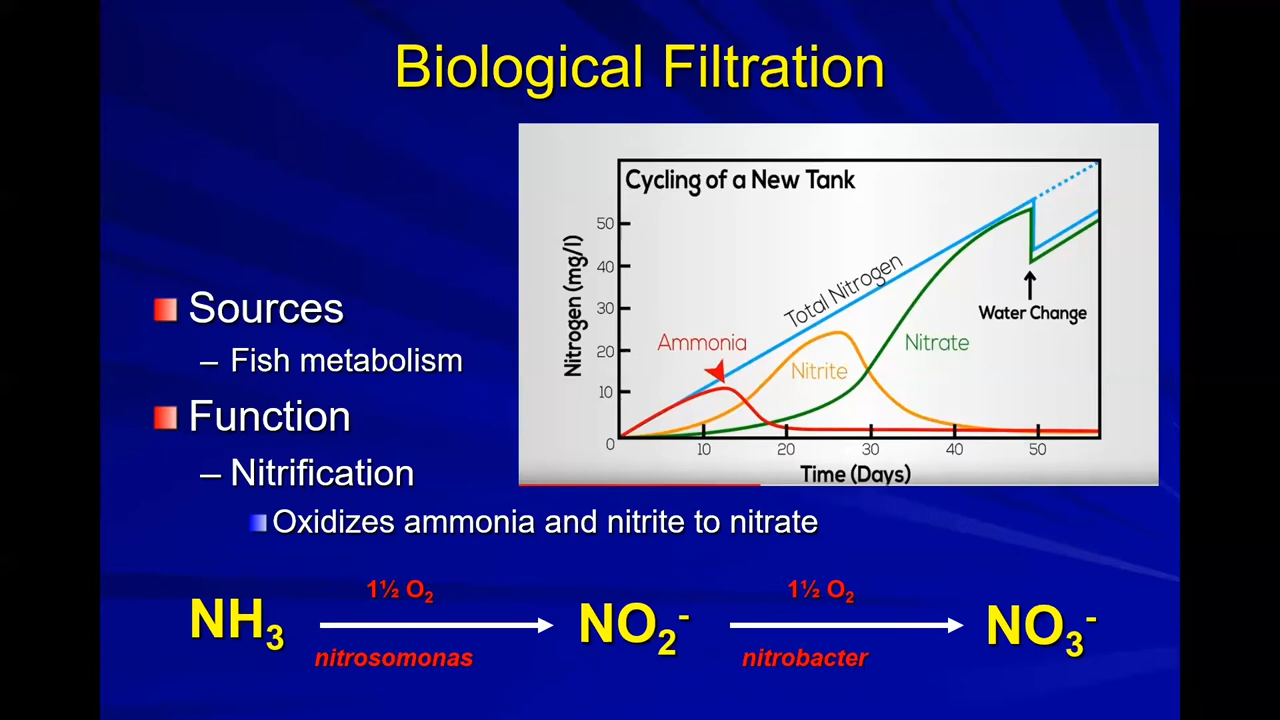 Biological Filtration
Cycling of a New Tank
Nitrogen (mg/l)
50
40
30
20
10
0
Total Nitrogen
Ammonia
Nitrite
Nitrate
Water Change
10 20 30 40 50
Time (Days)
Sources
– Fish metabolism
Function
– Nitrification
Oxidizes ammonia and nitrite to nitrate
1½ O₂ 1½ O₂
NH₃ NO₂⁻ NO₃⁻
nitrosomonas nitrobacter